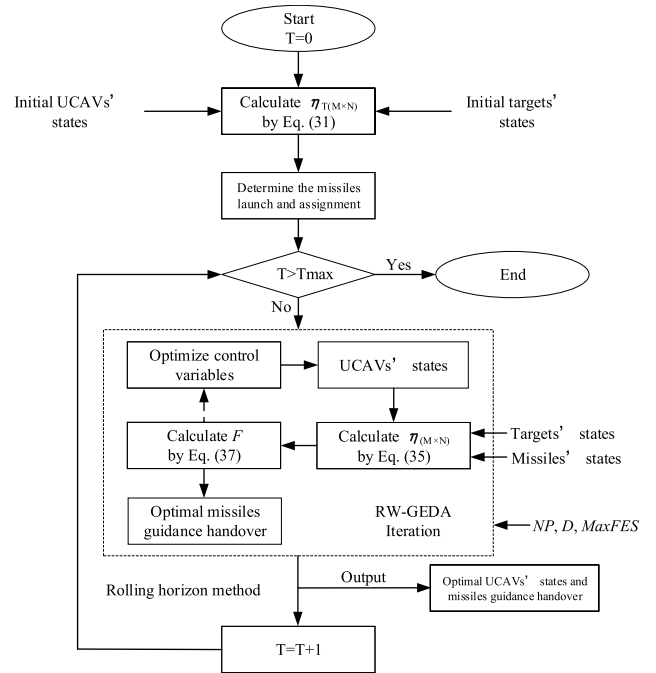 Start
T=0
Initial UCAVs’
states
Calculate η T(M×N)
by Eq. (31)
Initial targets’
states
Determine the missiles
launch and assignment
T>Tmax
Yes
End
No
Optimize control
variables
UCAVs’ states
Calculate F
by Eq. (37)
Calculate η (M×N)
by Eq. (35)
Targets’ states
Missiles’ states
Optimal missiles
guidance handover
RW-GEDA
Iteration
NP, D, MaxFES
Rolling horizon method
Output
Optimal UCAVs’ states and
missiles guidance handover
T=T+1